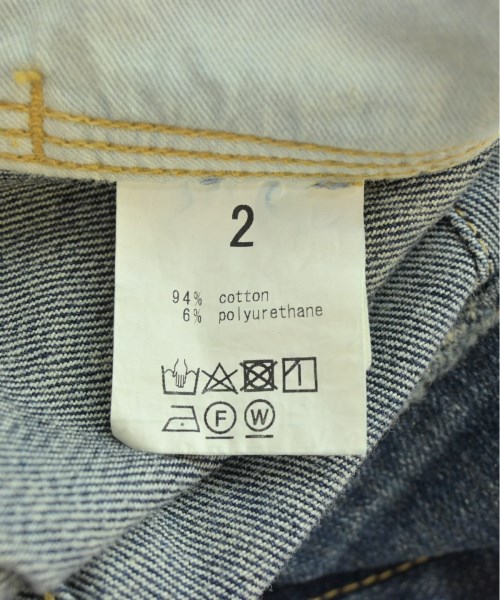 2
94% cotton
6% polyurethane
F W